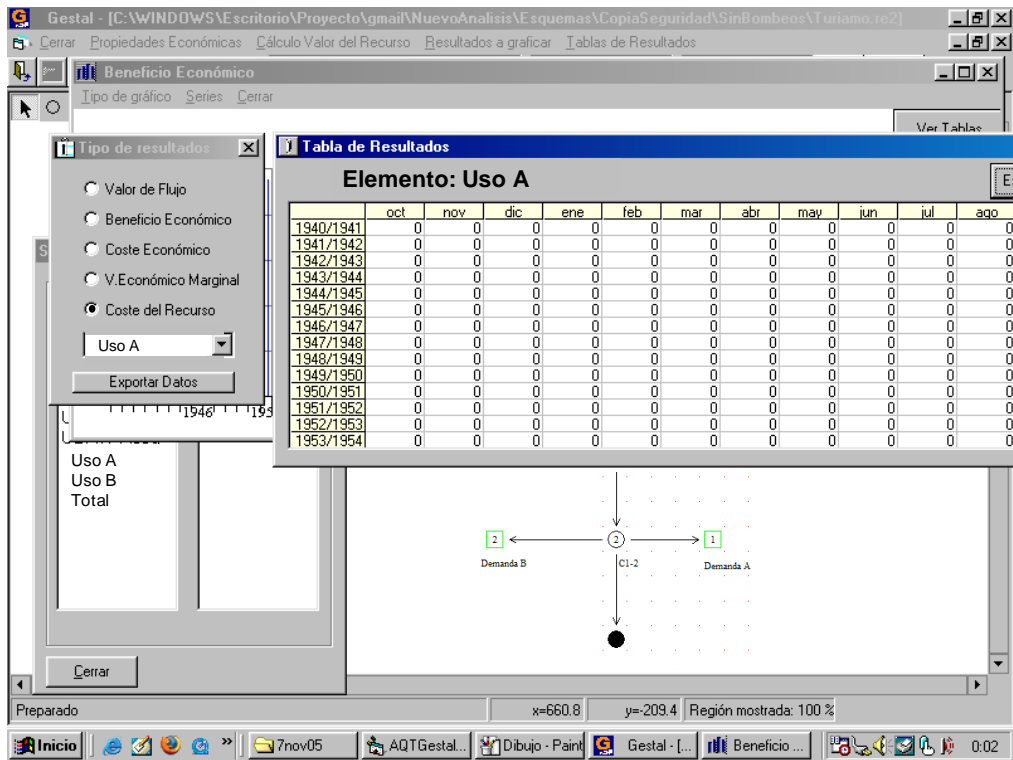 Gestal - [C:\WINDOWS\Escritorio\Proyecto\gmail\NuevoAnalisis\Esquemas\CopiaSeguridad\SinBombeos\Turiamo.re2]
Cerrar Propiedades Económicas Cálculo Valor del Recurso Resultados a graficar Tablas de Resultados
Beneficio Económico
Tipo de gráfico Series Cerrar
Ver Tablas
Tipo de resultados
Valor de Flujo
Beneficio Económico
Coste Económico
V.Económico Marginal
Coste del Recurso
Uso A
Exportar Datos
Tabla de Resultados
Elemento: Uso A
oct nov dic ene feb mar abr may jun jul ago
1940/1941 0 0 0 0 0 0 0 0 0 0 0
1941/1942 0 0 0 0 0 0 0 0 0 0 0
1942/1943 0 0 0 0 0 0 0 0 0 0 0
1943/1944 0 0 0 0 0 0 0 0 0 0 0
1944/1945 0 0 0 0 0 0 0 0 0 0 0
1945/1946 0 0 0 0 0 0 0 0 0 0 0
1946/1947 0 0 0 0 0 0 0 0 0 0 0
1947/1948 0 0 0 0 0 0 0 0 0 0 0
1948/1949 0 0 0 0 0 0 0 0 0 0 0
1949/1950 0 0 0 0 0 0 0 0 0 0 0
1950/1951 0 0 0 0 0 0 0 0 0 0 0
1951/1952 0 0 0 0 0 0 0 0 0 0 0
1952/1953 0 0 0 0 0 0 0 0 0 0 0
1953/1954 0 0 0 0 0 0 0 0 0 0 0
1946
Uso A
Uso B
Total
2 2 1
Demanda B C1-2 Demanda A
Cerrar
Preparado x=660.8 y=-209.4 Región mostrada: 100 %
Inicio » 7nov05 AQTGestal... Dibujo - Paint Gestal - [... Beneficio ... 0:02